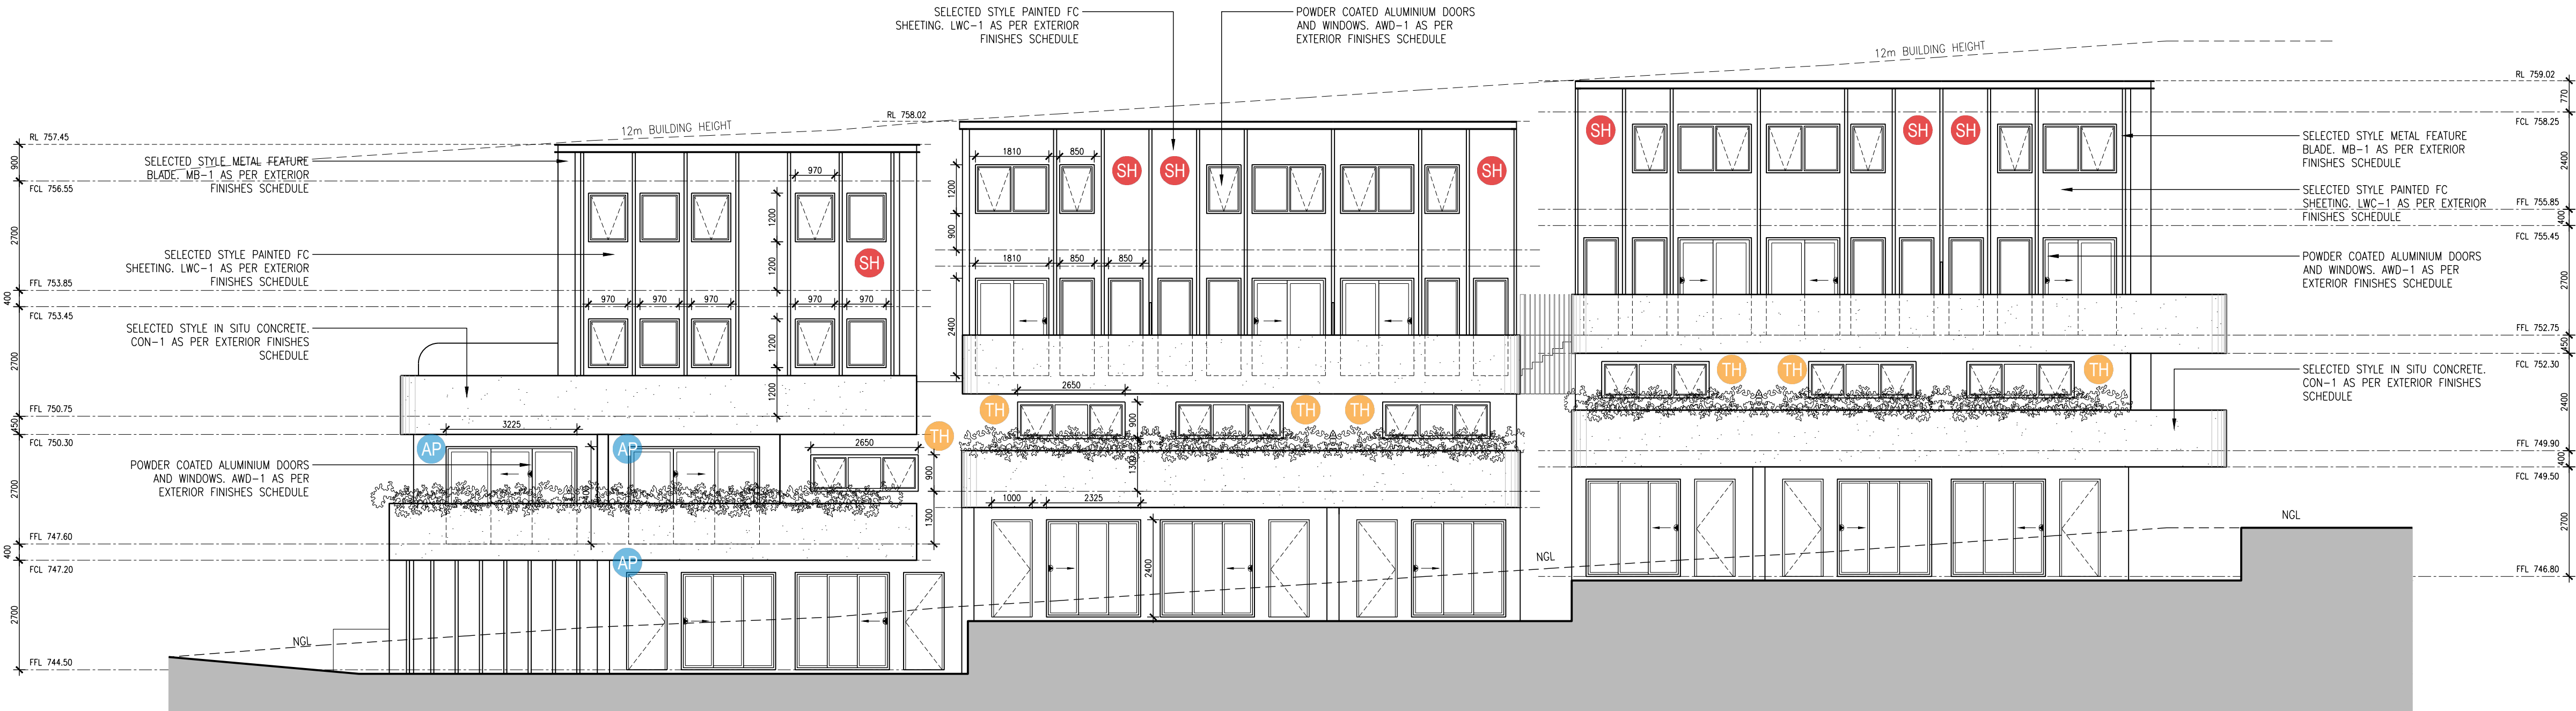 SELECTED STYLE PAINTED FC
SHEETING. LWC-1 AS PER EXTERIOR
FINISHES SCHEDULE
POWDER COATED ALUMINUM DOORS
AND WINDOWS. AWD-1 AS PER
EXTERIOR FINISHES SCHEDULE
12m BUILDING HEIGHT
RL 759.02
770
FCL 758.25
RL 758.02
12m BUILDING HEIGHT
RL 757.45
900
SELECTED STYLE METAL FEATURE
BLADE. MB-1 AS PER EXTERIOR
FINISHES SCHEDULE
FCL 756.55
2700
SELECTED STYLE PAINTED FC
SHEETING. LWC-1 AS PER EXTERIOR
FINISHES SCHEDULE
FFL 753.85
400
FCL 753.45
SELECTED STYLE IN SITU CONCRETE.
CON-1 AS PER EXTERIOR FINISHES
SCHEDULE
2700
FFL 750.75
450
FCL 750.30
POWDER COATED ALUMINIUM DOORS
AND WINDOWS. AWD-1 AS PER
EXTERIOR FINISHES SCHEDULE
2700
FFL 747.60
400
FCL 747.20
2700
NGL
FFL 744.50
970
1200
SH
1200
970 970 970 970 970
1200
1200
3225
AP AP
2650
TH
900
1300
AP
1810 850
SH SH SH
1200
900
1810 850 850
2400
2650
TH TH TH
900
1300
1000 2325
2400
NGL
SH SH SH
TH TH TH
NGL
SELECTED STYLE METAL FEATURE
BLADE. MB-1 AS PER EXTERIOR
FINISHES SCHEDULE
2400
SELECTED STYLE PAINTED FC
SHEETING. LWC-1 AS PER EXTERIOR
FINISHES SCHEDULE
FFL 755.85
400
FCL 755.45
POWDER COATED ALUMINIUM DOORS
AND WINDOWS. AWD-1 AS PER
EXTERIOR FINISHES SCHEDULE
2700
FFL 752.75
450
FCL 752.30
SELECTED STYLE IN SITU CONCRETE.
CON-1 AS PER EXTERIOR FINISHES
SCHEDULE
2400
FFL 749.90
400
FCL 749.50
2700
FFL 746.80